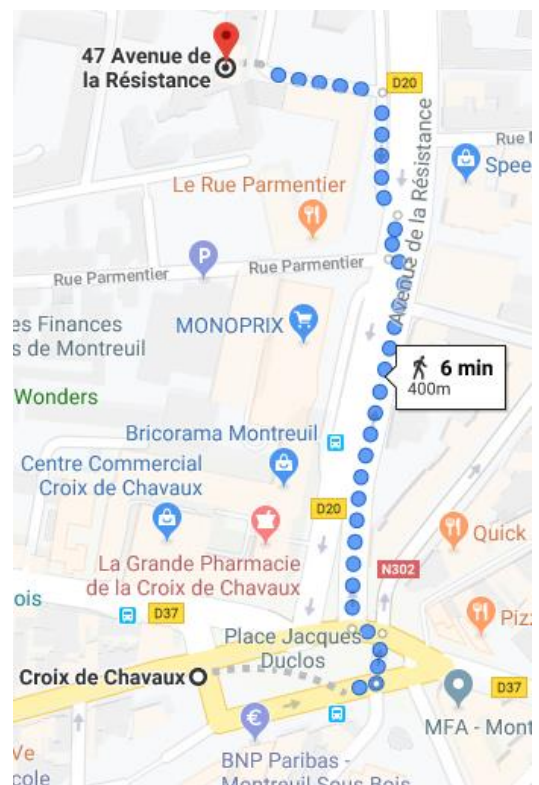 47 Avenue de
la Résistance
D20
Avenue de la Résistance
Rue
Spee
Le Rue Parmentier
P
Rue Parmentier
Rue Parmentier
es Finances
s de Montreuil
MONOPRIX
6 min
400m
Wonders
Bricorama Montreuil
Centre Commercial
Croix de Chavaux
D20
Quick
La Grande Pharmacie
de la Croix de Chavaux
N302
ois
D37
Pizz
Place Jacques
Duclos
Croix de Chavaux
D37
MFA - Mont
€
BNP Paribas -
Montreuil Sous Bois
Ve
cole